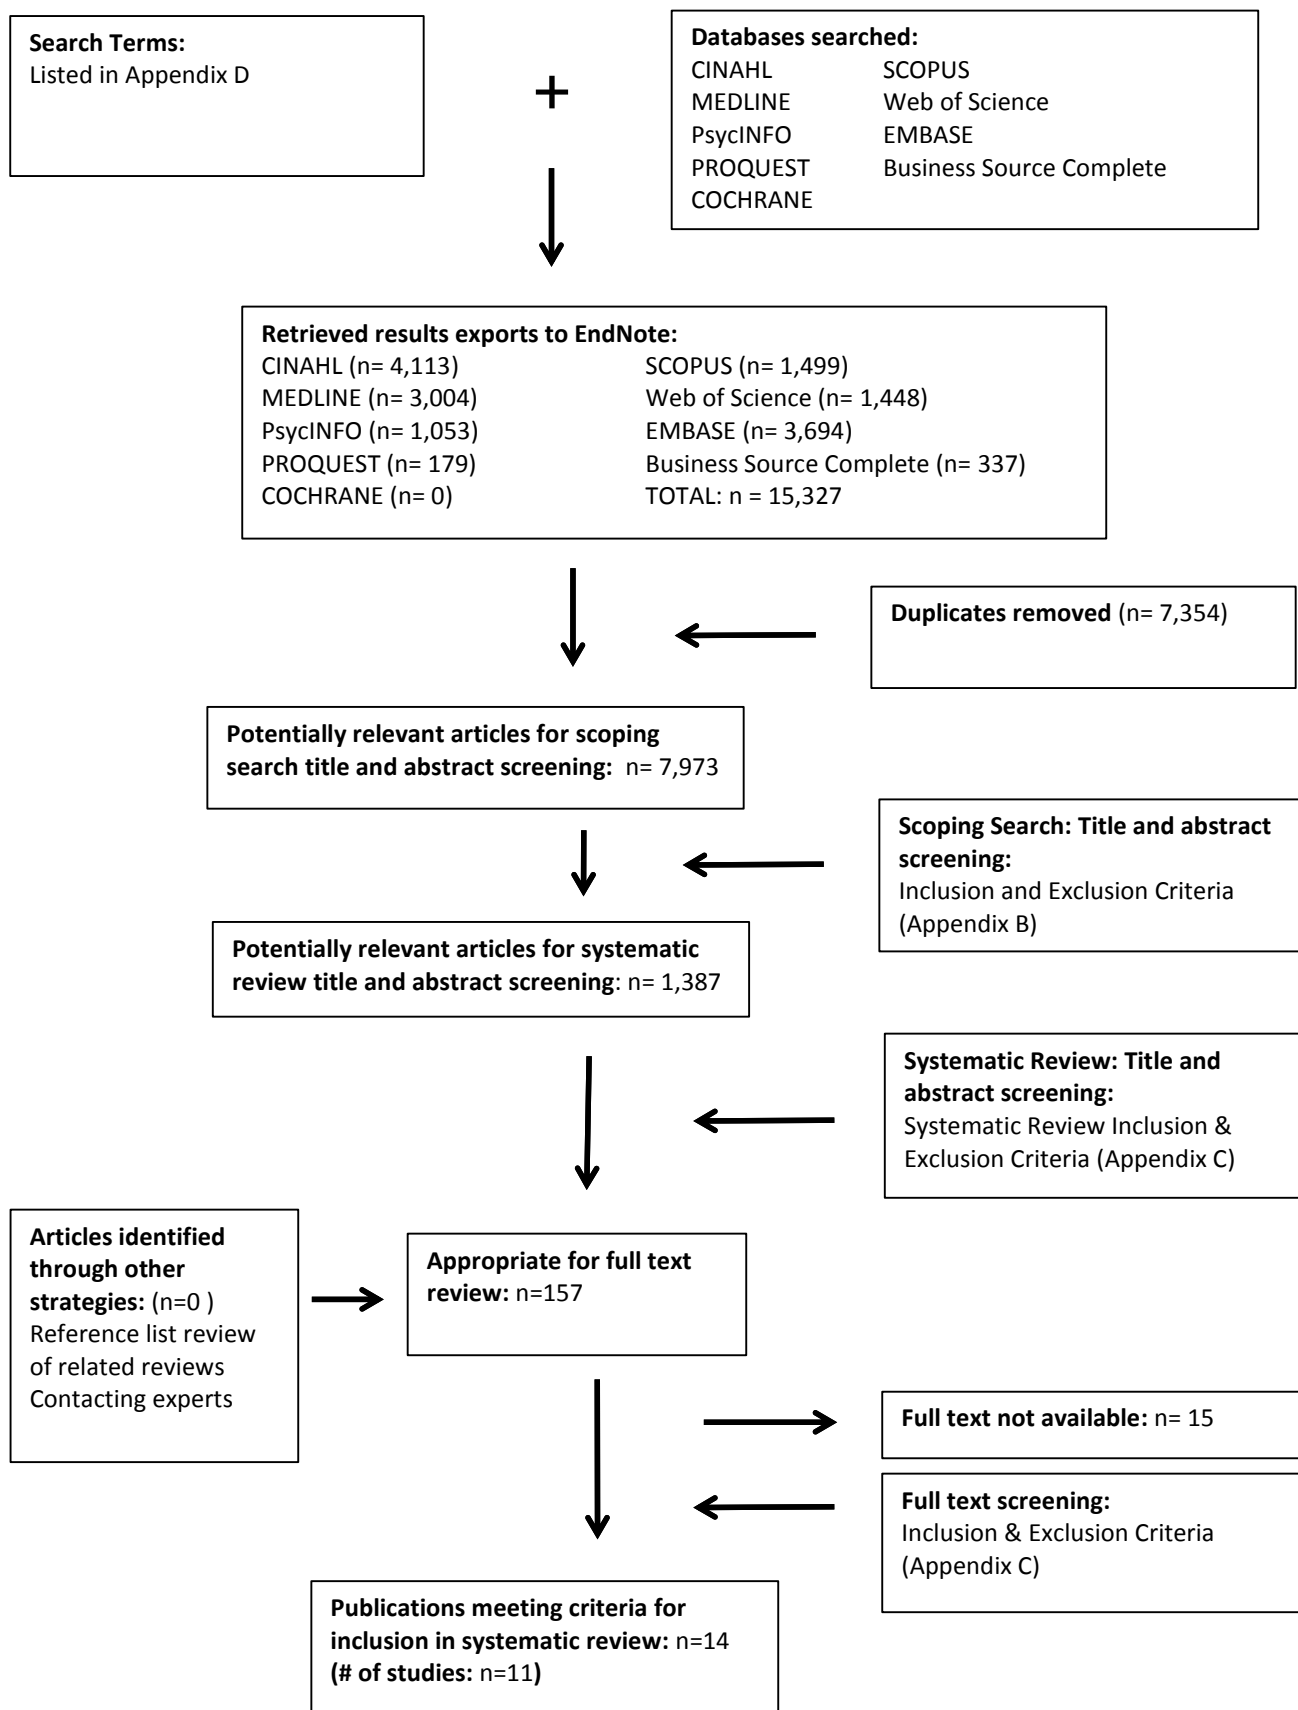 Search Terms:
Listed in Appendix D
+
Databases searched:
CINAHL SCOPUS
MEDLINE Web of Science
PsycINFO EMBASE
PROQUEST Business Source Complete
COCHRANE
Retrieved results exports to EndNote:
CINAHL (n= 4,113) SCOPUS (n= 1,499)
MEDLINE (n= 3,004) Web of Science (n= 1,448)
PsycINFO (n= 1,053) EMBASE (n= 3,694)
PROQUEST (n= 179) Business Source Complete (n= 337)
COCHRANE (n= 0) TOTAL: n = 15,327
Duplicates removed (n= 7,354)
Potentially relevant articles for scoping
search title and abstract screening: n= 7,973
Scoping Search: Title and abstract
screening:
Inclusion and Exclusion Criteria
(Appendix B)
Potentially relevant articles for systematic
review title and abstract screening: n= 1,387
Systematic Review: Title and
abstract screening:
Systematic Review Inclusion &
Exclusion Criteria (Appendix C)
Articles identified
through other
strategies: (n=0 )
Reference list review
of related reviews
Contacting experts
Appropriate for full text
review: n=157
Full text not available: n= 15
Full text screening:
Inclusion & Exclusion Criteria
(Appendix C)
Publications meeting criteria for
inclusion in systematic review: n=14
(# of studies: n=11)